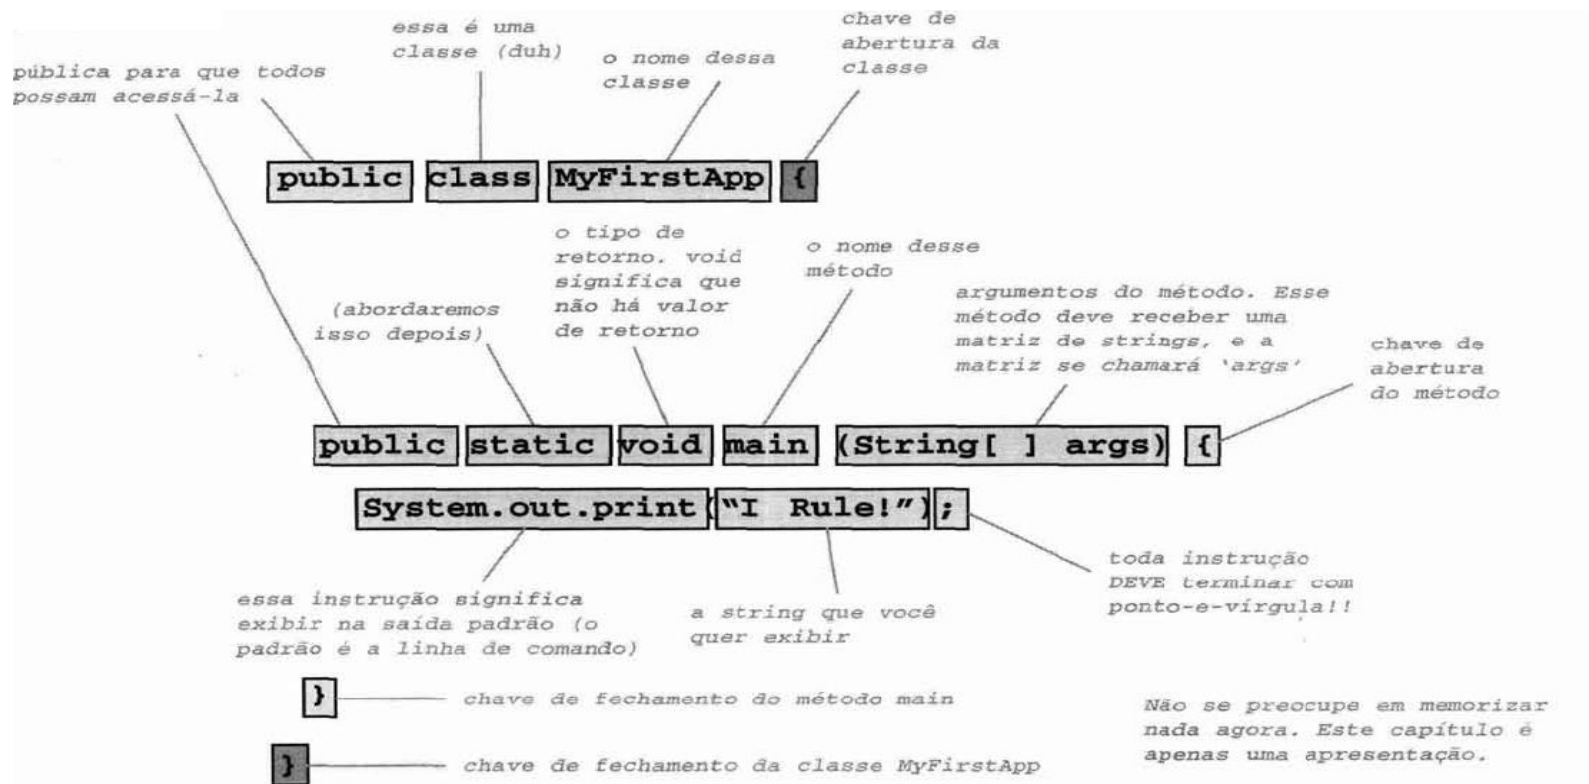 essa é uma
classe (duh)
o nome dessa
classe
chave de
abertura da
classe
pública para que todos
possam acessá-la
public class MyFirstApp {
o tipo de
retorno. void
significa que
não há valor
de retorno
o nome desse
método
(abordaremos
isso depois)
argumentos do método. Esse
método deve receber uma
matriz de strings, e a
matriz se chamará 'args'
chave de
abertura
do método
public static void main (String[ ] args) {
System.out.print("I Rule!");
toda instrução
DEVE terminar com
ponto-e-vírgula!!
essa instrução significa
exibir na saída padrão (o
padrão é a linha de comando)
a string que você
quer exibir
}
chave de fechamento do método main
}
chave de fechamento da classe MyFirstApp
Não se preocupe em memorizar
nada agora. Este capítulo é
apenas uma apresentação.